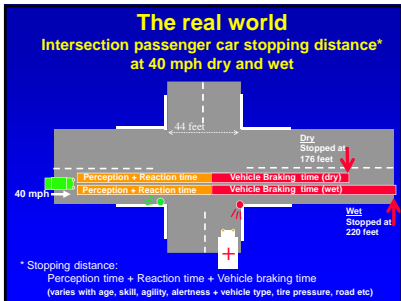 The real world
Intersection passenger car stopping distance*
at 40 mph dry and wet
44 feet
Dry
Stopped at
176 feet
Perception + Reaction time Vehicle Braking time (dry)
40 mph Perception + Reaction time Vehicle Braking time (wet)
Wet
Stopped at
220 feet
* Stopping distance:
Perception time + Reaction time + Vehicle braking time
(varies with age, skill, agility, alertness + vehicle type, tire pressure, road etc)